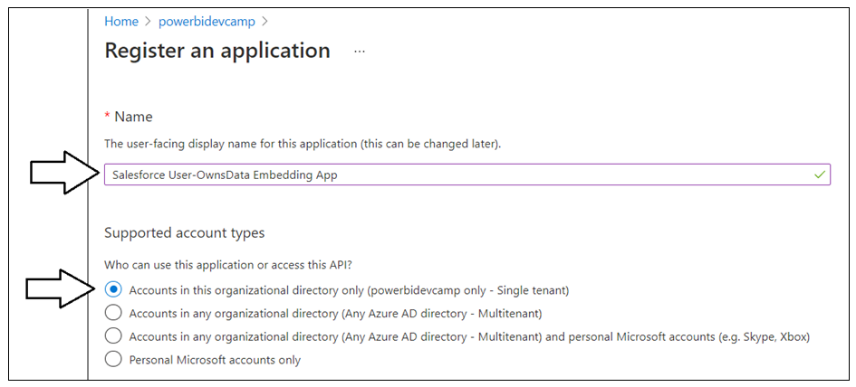 Home > powerbidevcamp >
Register an application ...
* Name
The user-facing display name for this application (this can be changed later).
Salesforce User-OwnsData Embedding App
Supported account types
Who can use this application or access this API?
Accounts in this organizational directory only (powerbidevcamp only - Single tenant)
Accounts in any organizational directory (Any Azure AD directory - Multitenant)
Accounts in any organizational directory (Any Azure AD directory - Multitenant) and personal Microsoft accounts (e.g. Skype, Xbox)
Personal Microsoft accounts only